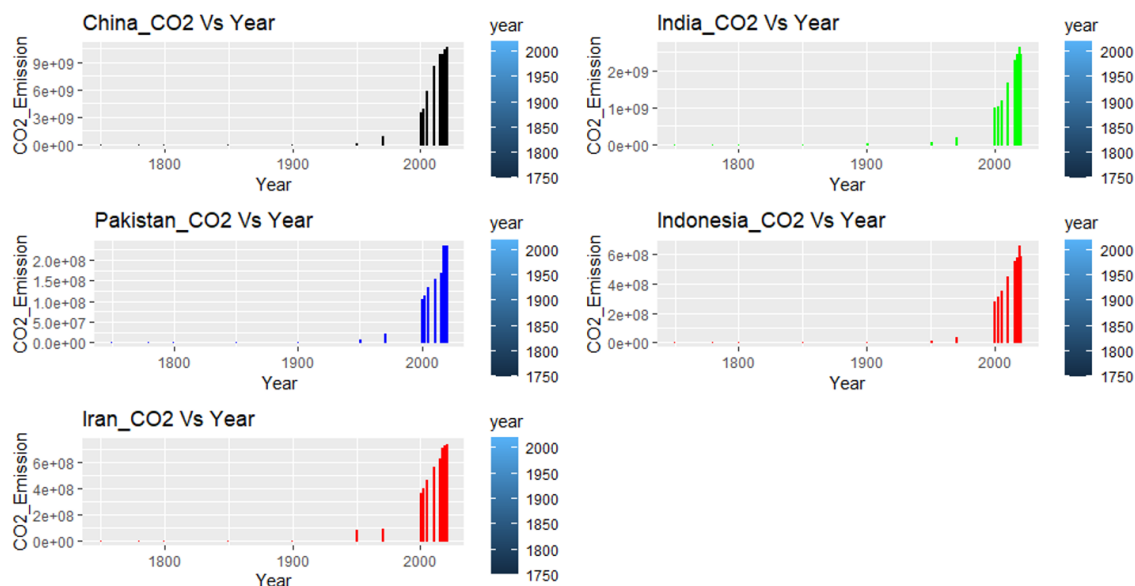 China_CO2 Vs Year
CO2_Emission
9e+09
6e+09
3e+09
0e+00
1800 1900 2000
Year
year
2000
1950
1900
1850
1800
1750
India_CO2 Vs Year
CO2_Emission
2e+09
1e+09
0e+00
1800 1900 2000
Year
year
2000
1950
1900
1850
1800
1750
Pakistan_CO2 Vs Year
CO2_Emission
2.0e+08
1.5e+08
1.0e+08
5.0e+07
0.0e+00
1800 1900 2000
Year
year
2000
1950
1900
1850
1800
1750
Indonesia_CO2 Vs Year
CO2_Emission
6e+08
4e+08
2e+08
0e+00
1800 1900 2000
Year
year
2000
1950
1900
1850
1800
1750
Iran_CO2 Vs Year
CO2_Emission
6e+08
4e+08
2e+08
0e+00
1800 1900 2000
Year
year
2000
1950
1900
1850
1800
1750